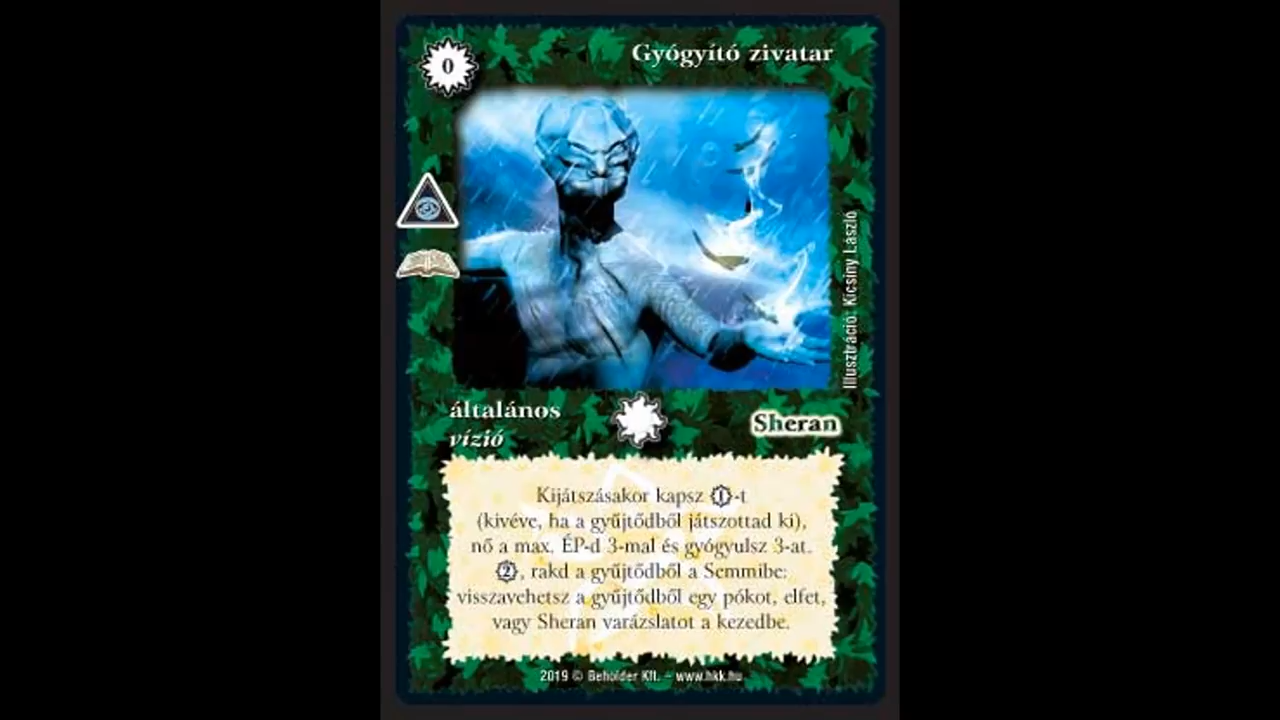 0
Gyógyító zivatar
Illusztráció: Kicsiny László
általános
vízió
Sheran
Kijátszásakor kapsz 1-t
(kivéve, ha a gyűjtődből játszottad ki),
nő a max. ÉP-d 3-mal és gyógyulsz 3-at.
2, rakd a gyűjtődből a Semmibe:
visszavehetsz a gyűjtődből egy pókot, elfet,
vagy Sheran varázslatot a kezedbe.
2019 © Beholder Kft. – www.hkk.hu